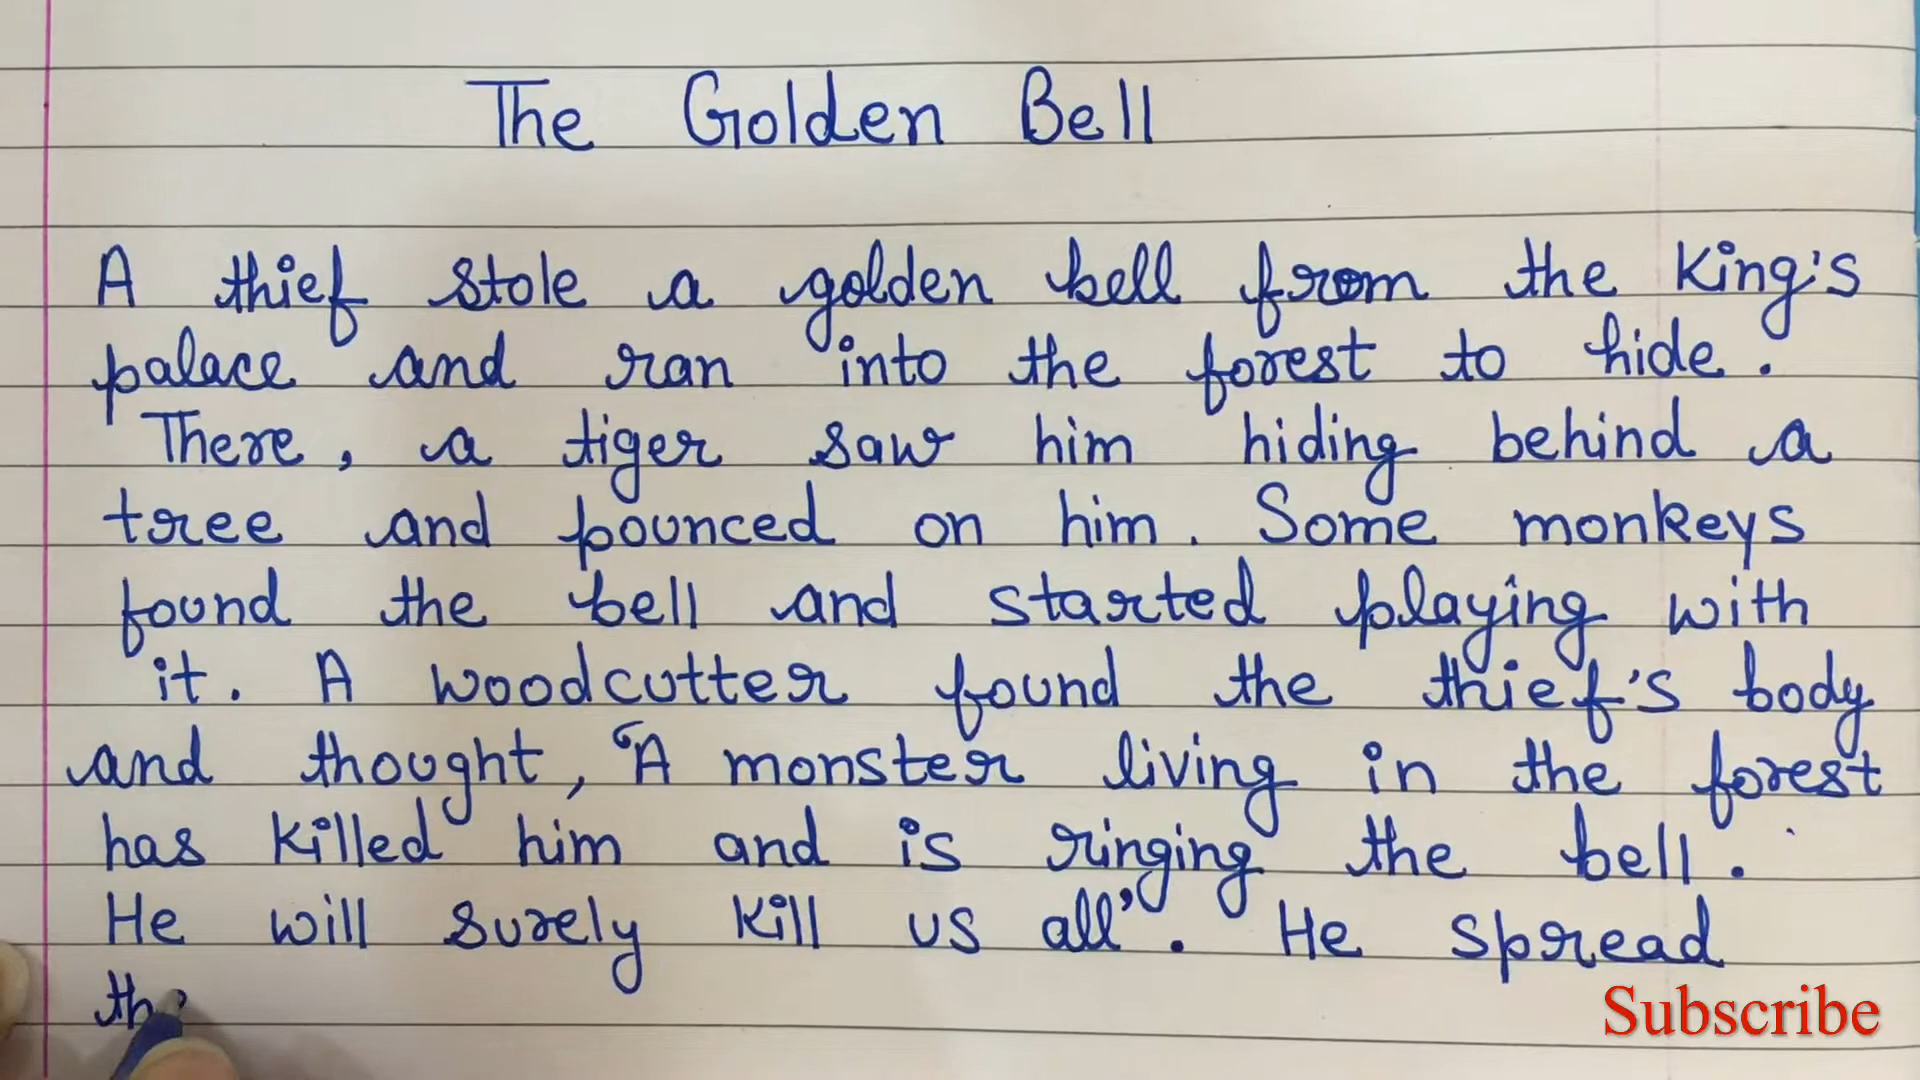 The Golden Bell
A thief stole a golden bell from the King's
palace and ran into the forest to hide.
There, a tiger saw him hiding behind a
tree and pounced on him. Some monkeys
found the bell and started playing with
it. A woodcutter found the thief's body
and thought, 'A monster living in the forest
has killed him and is ringing the bell.
He will surely kill us all'. He spread
Subscribe